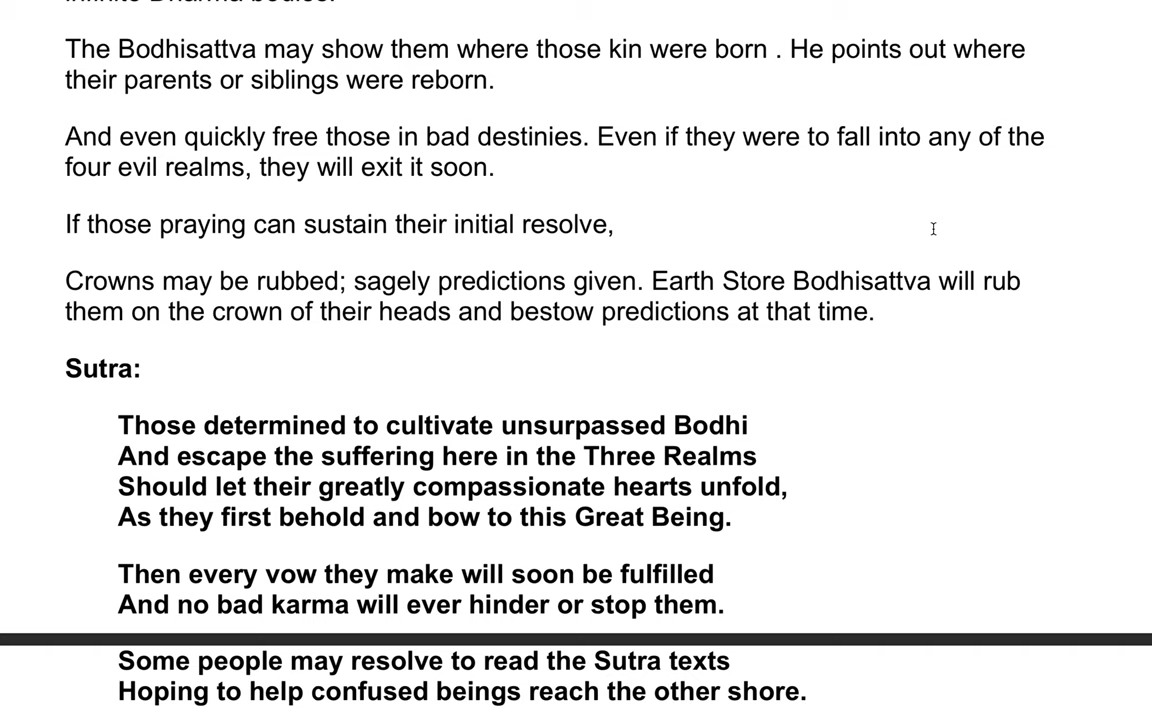 infinite Dharma bodies.
The Bodhisattva may show them where those kin were born . He points out where
their parents or siblings were reborn.
And even quickly free those in bad destinies. Even if they were to fall into any of the
four evil realms, they will exit it soon.
If those praying can sustain their initial resolve,
Crowns may be rubbed; sagely predictions given. Earth Store Bodhisattva will rub
them on the crown of their heads and bestow predictions at that time.
Sutra:
Those determined to cultivate unsurpassed Bodhi
And escape the suffering here in the Three Realms
Should let their greatly compassionate hearts unfold,
As they first behold and bow to this Great Being.
Then every vow they make will soon be fulfilled
And no bad karma will ever hinder or stop them.
Some people may resolve to read the Sutra texts
Hoping to help confused beings reach the other shore.